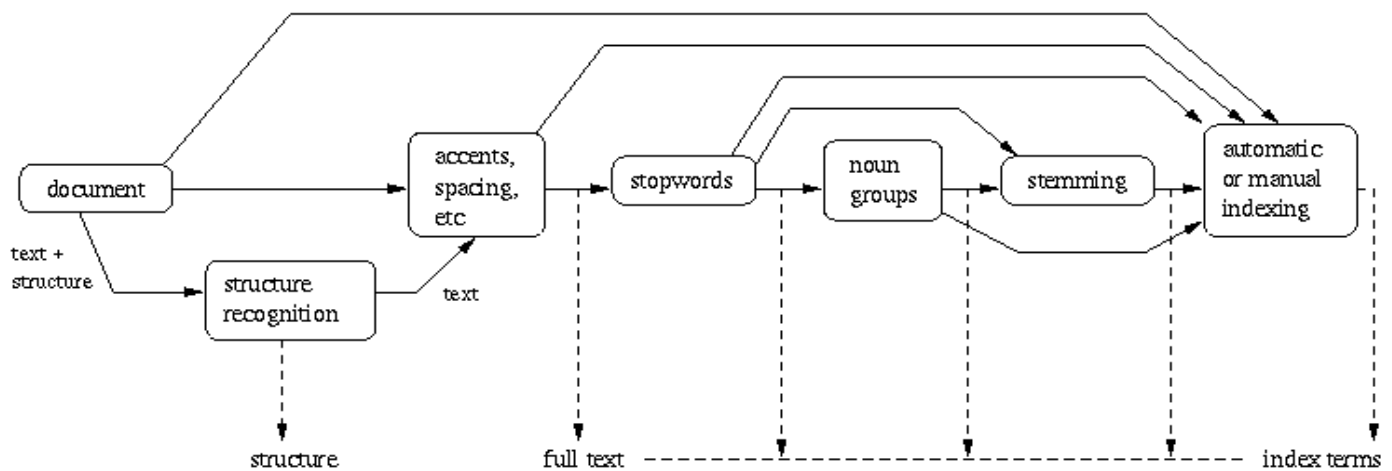 document
text +
structure
structure
recognition
text
accents,
spacing,
etc
stopwords
noun
groups
stemming
automatic
or manual
indexing
structure
full text
index terms